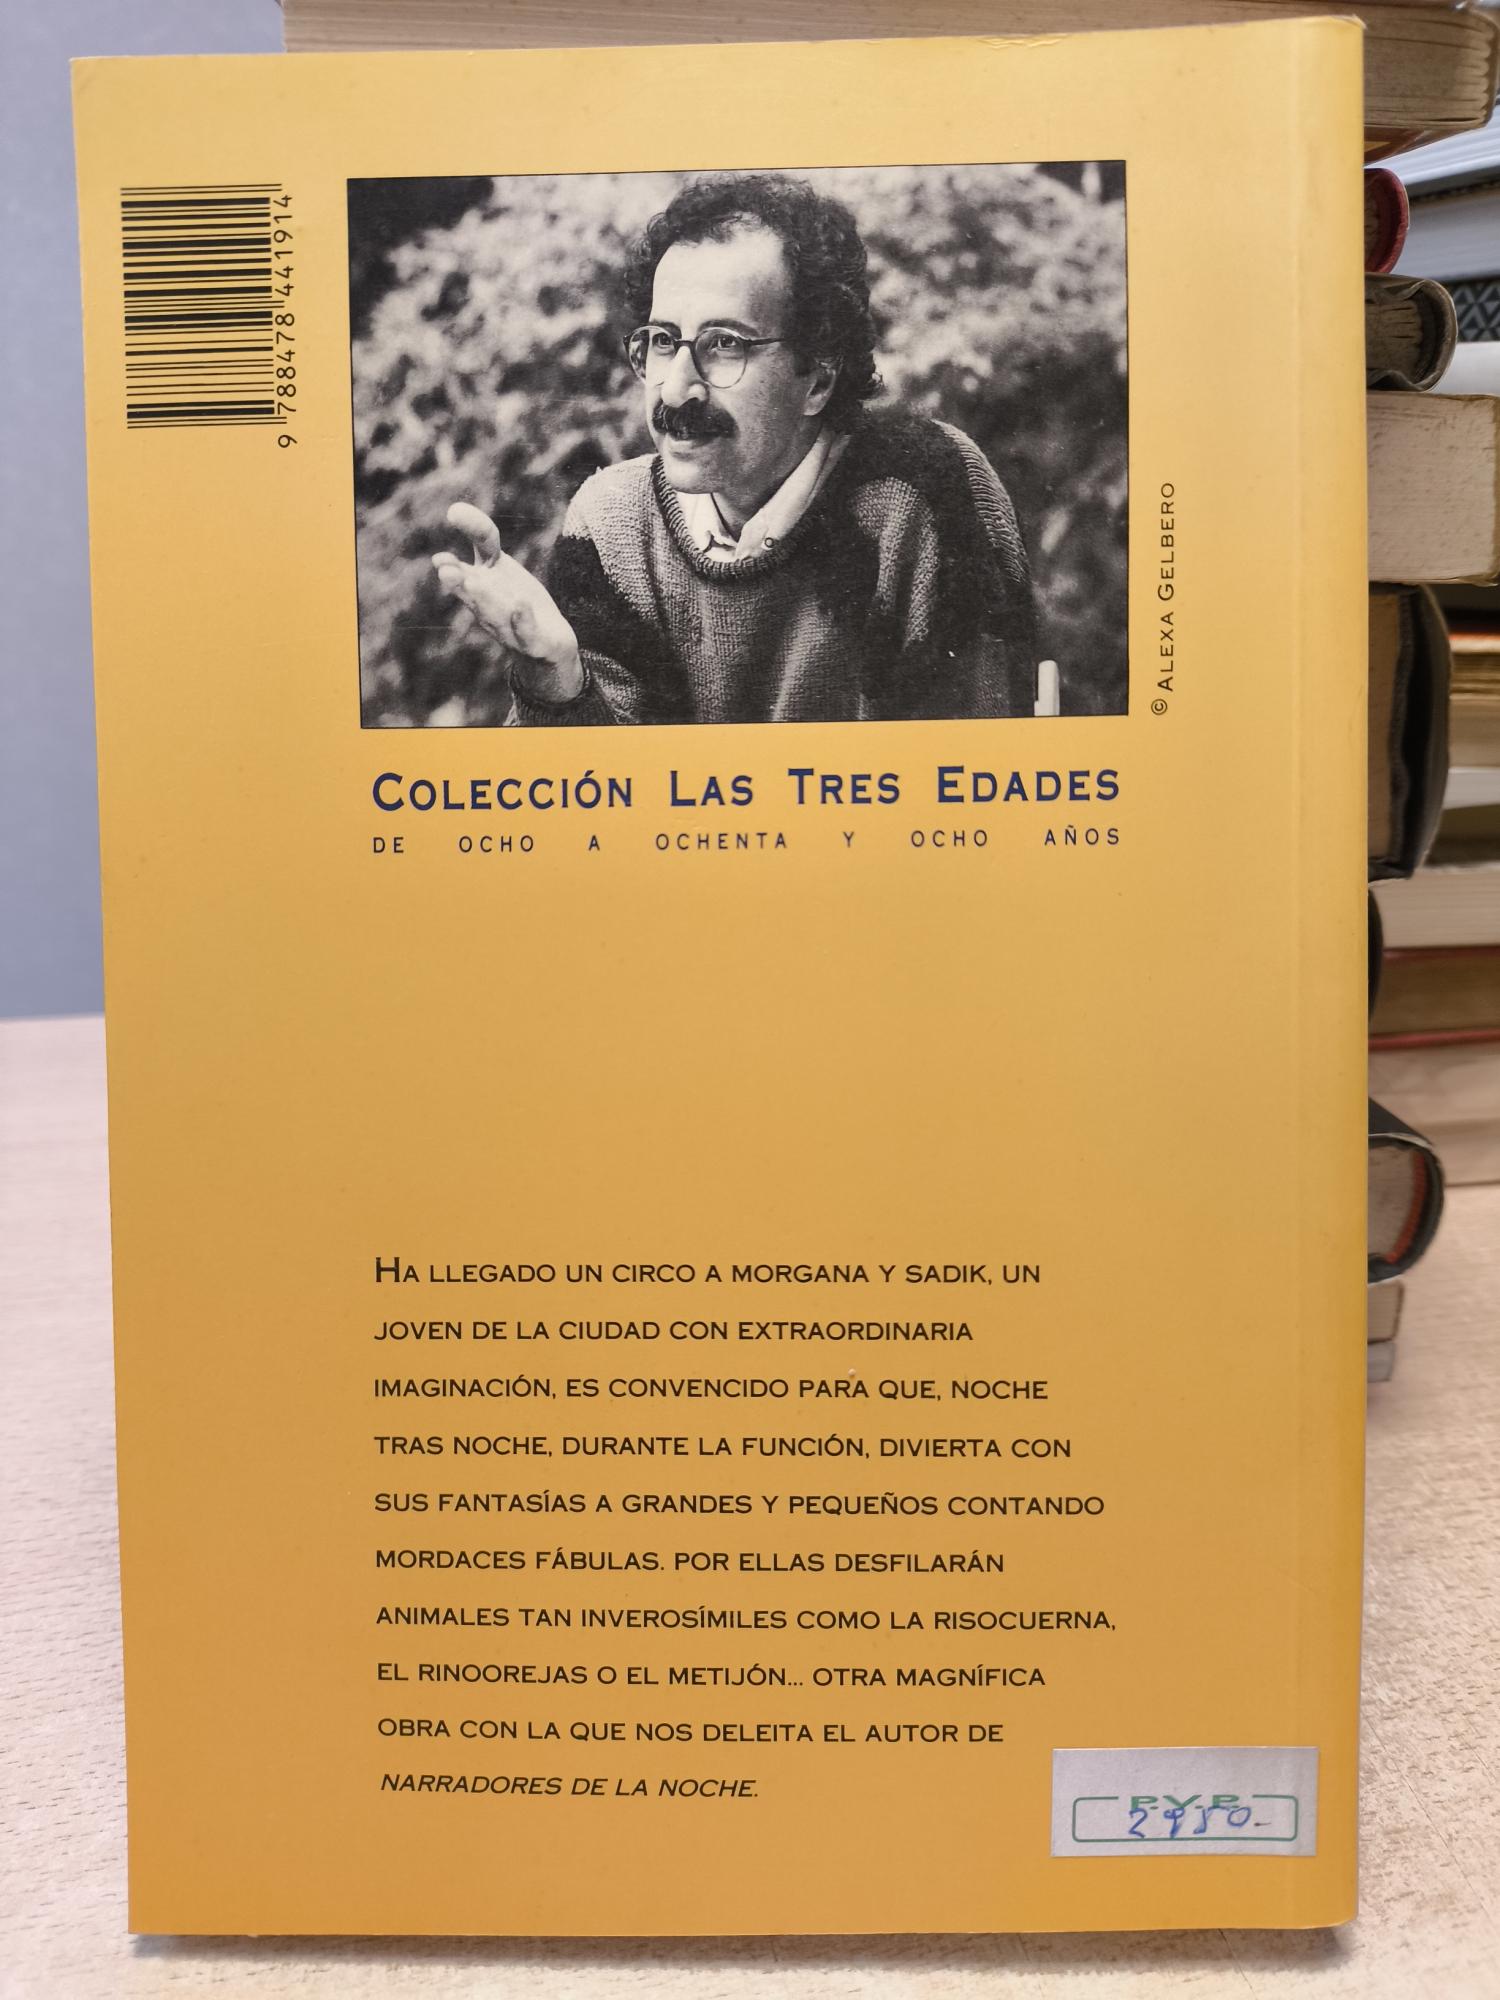 9 788478 441914
© Alexa Gelbero
Colección Las Tres Edades
DE OCHO A OCHENTA Y OCHO AÑOS
HA LLEGADO UN CIRCO A MORGANA Y SADIK, UN
JOVEN DE LA CIUDAD CON EXTRAORDINARIA
IMAGINACIÓN, ES CONVENCIDO PARA QUE, NOCHE
TRAS NOCHE, DURANTE LA FUNCIÓN, DIVIERTA CON
SUS FANTASÍAS A GRANDES Y PEQUEÑOS CONTANDO
MORDACES FÁBULAS. POR ELLAS DESFILARÁN
ANIMALES TAN INVEROSÍMILES COMO LA RISOCUERNA,
EL RINOOREJAS O EL METIJÓN... OTRA MAGNÍFICA
OBRA CON LA QUE NOS DELEITA EL AUTOR DE
NARRADORES DE LA NOCHE.
P.V.P.
2950.-